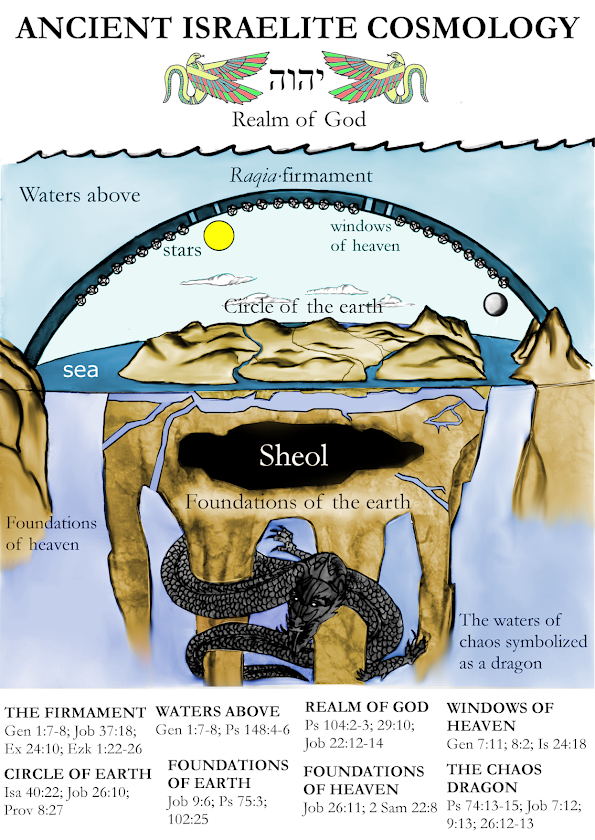 ANCIENT ISRAELITE COSMOLOGY
יהוה
Realm of God
Raqia-firmament
Waters above
windows
of heaven
stars
Circle of the earth
sea
Sheol
Foundations of the earth
Foundations
of heaven
The waters of
chaos symbolized
as a dragon
THE FIRMAMENT
Gen 1:7-8; Job 37:18;
Ex 24:10; Ezk 1:22-26
WATERS ABOVE
Gen 1:7-8; Ps 148:4-6
REALM OF GOD
Ps 104:2-3; 29:10;
Job 22:12-14
WINDOWS OF
HEAVEN
Gen 7:11; 8:2; Is 24:18
CIRCLE OF EARTH
Isa 40:22; Job 26:10;
Prov 8:27
FOUNDATIONS
OF EARTH
Job 9:6; Ps 75:3;
102:25
FOUNDATIONS
OF HEAVEN
Job 26:11; 2 Sam 22:8
THE CHAOS
DRAGON
Ps 74:13-15; Job 7:12;
9:13; 26:12-13